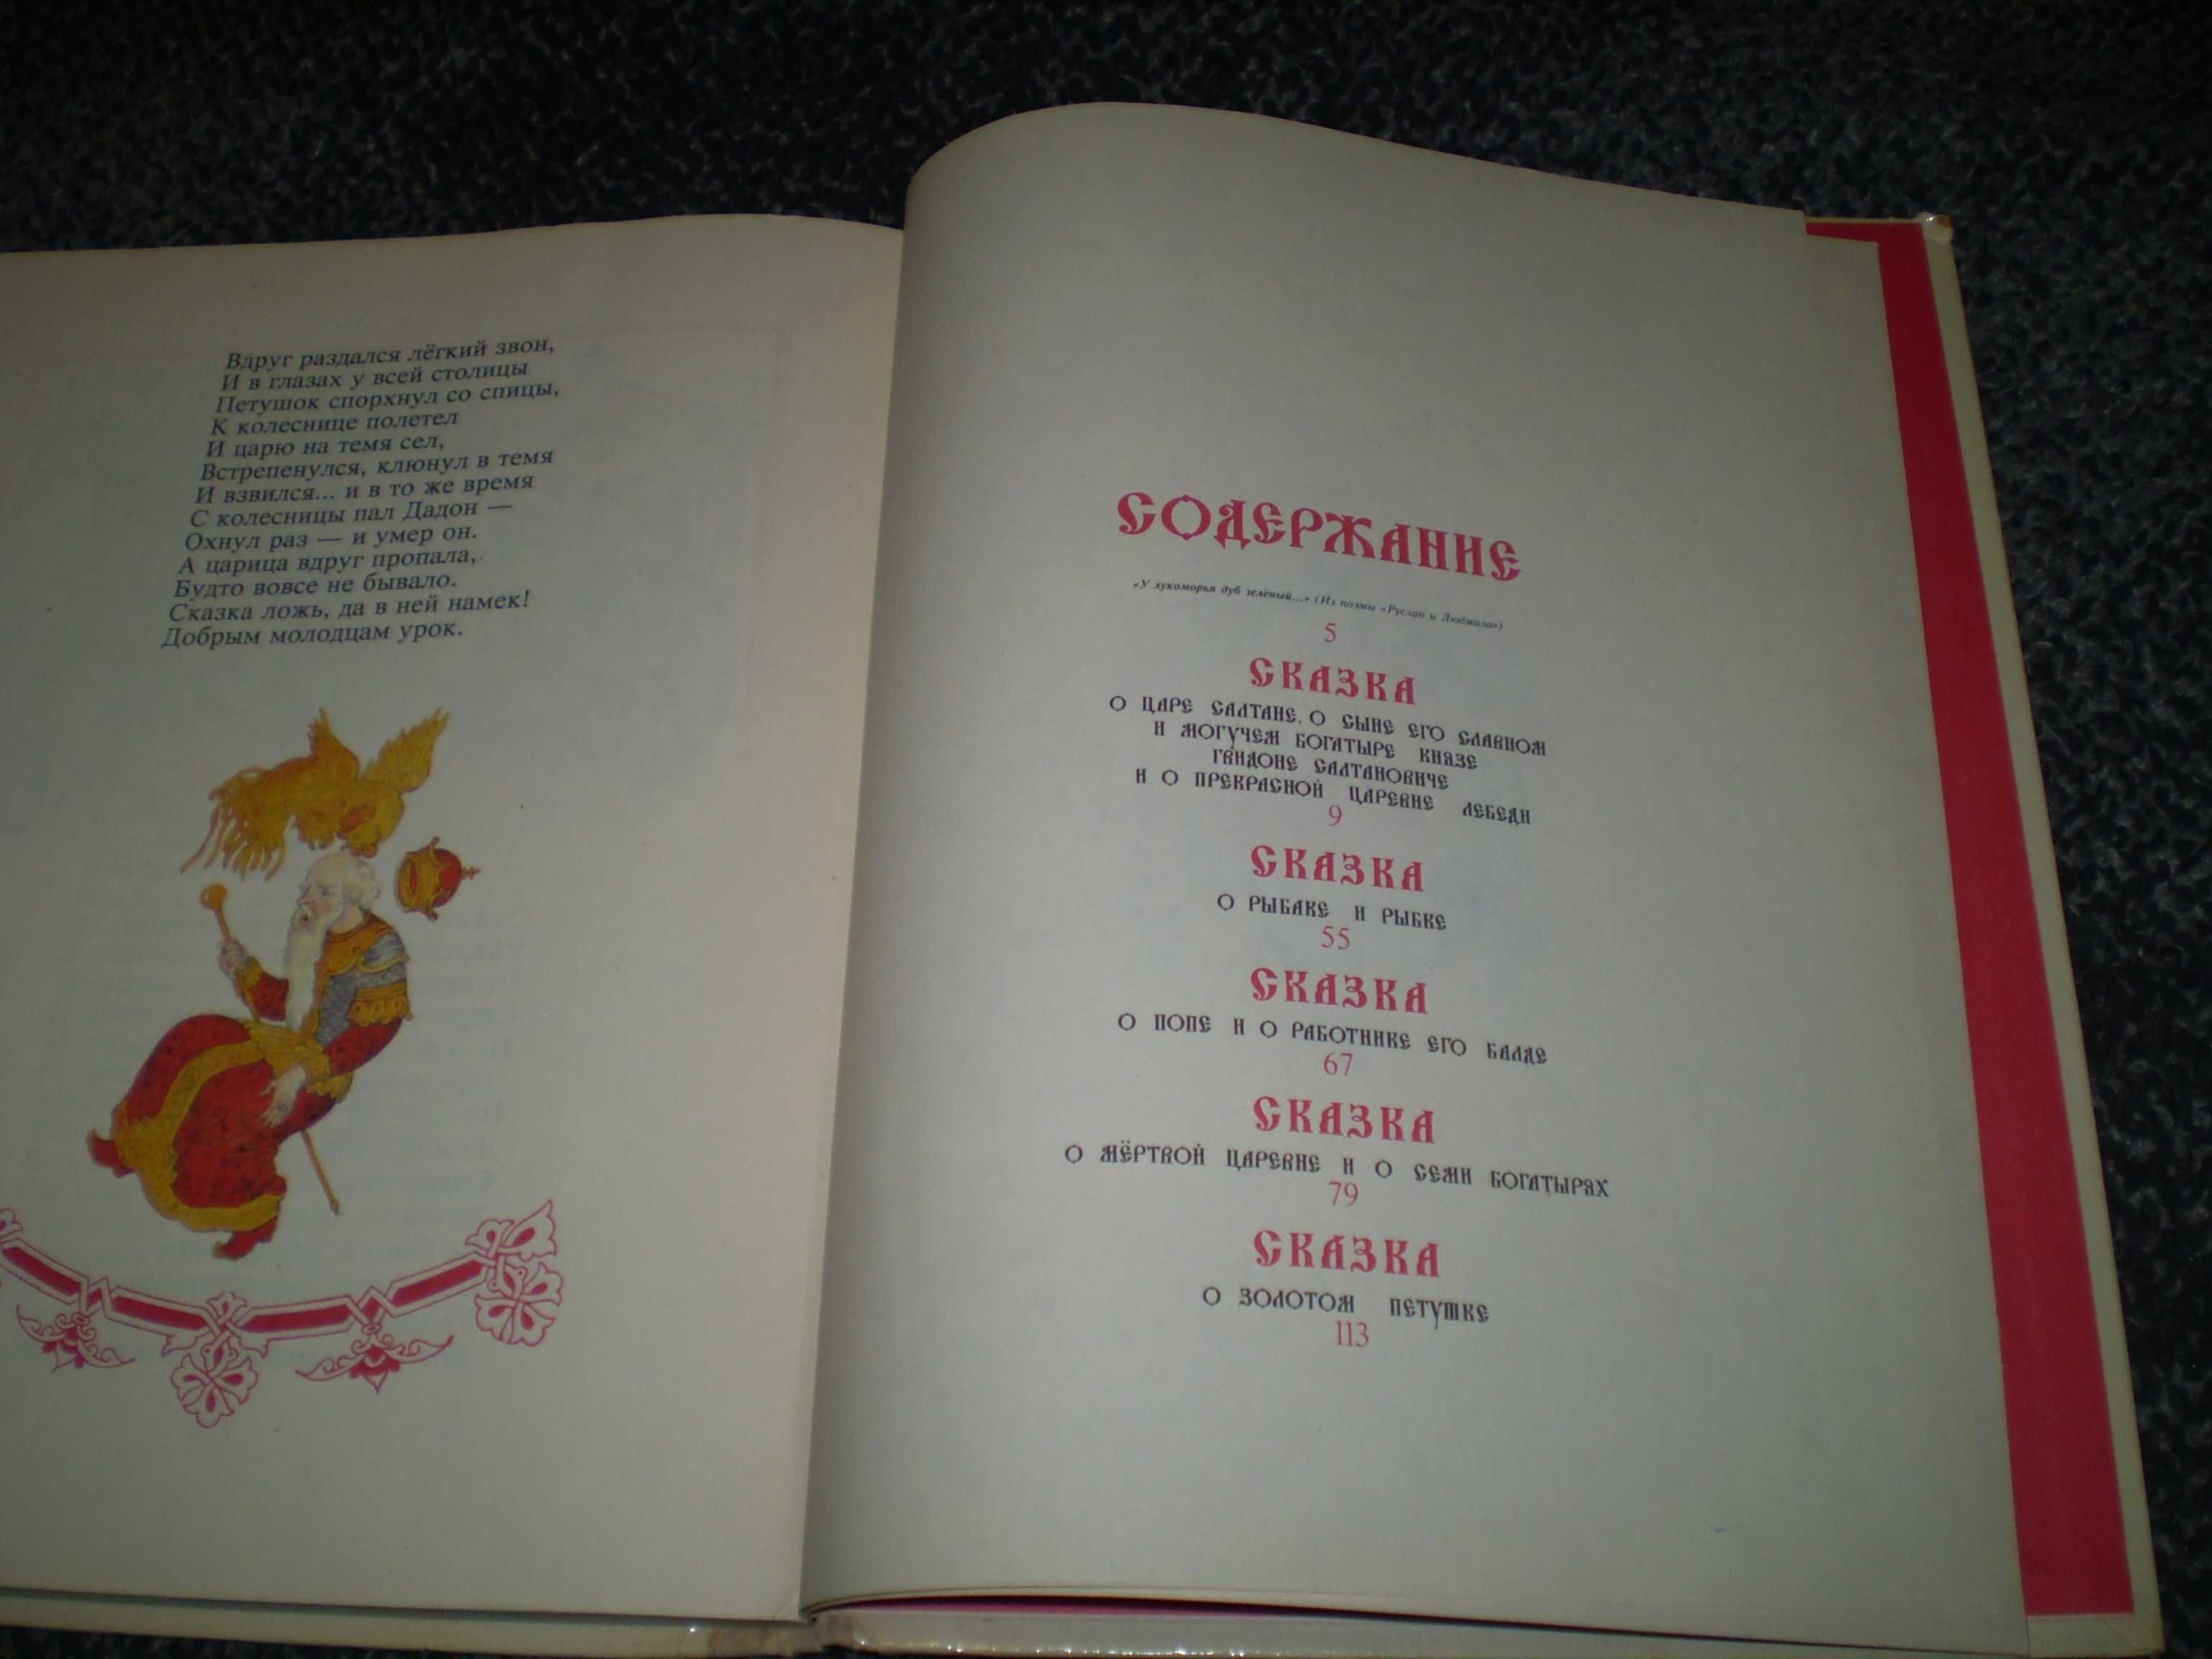 Вдруг раздался лёгкий звон,
И в глазах у всей столицы
Петушок спорхнул со спицы,
К колеснице полетел
И царю на темя сел,
Встрепенулся, клюнул в темя
И взвился... и в то же время
С колесницы пал Дадон —
Охнул раз — и умер он.
А царица вдруг пропала,
Будто вовсе не бывало.
Сказка ложь, да в ней намек!
Добрым молодцам урок.
СОДЕРЖАНИЕ
«У лукоморья дуб зелёный...» (Из поэмы «Руслан и Людмила»)
5
СКАЗКА
О ЦАРЕ САЛТАНЕ, О СЫНЕ ЕГО СЛАВНОМ
И МОГУЧЕМ БОГАТЫРЕ КНЯЗЕ
ГВИДОНЕ САЛТАНОВИЧЕ
И О ПРЕКРАСНОЙ ЦАРЕВНЕ ЛЕБЕДИ
9
СКАЗКА
О РЫБАКЕ И РЫБКЕ
55
СКАЗКА
О ПОПЕ И О РАБОТНИКЕ ЕГО БАЛДЕ
67
СКАЗКА
О МЁРТВОЙ ЦАРЕВНЕ И О СЕМИ БОГАТЫРЯХ
79
СКАЗКА
О ЗОЛОТОМ ПЕТУШКЕ
113